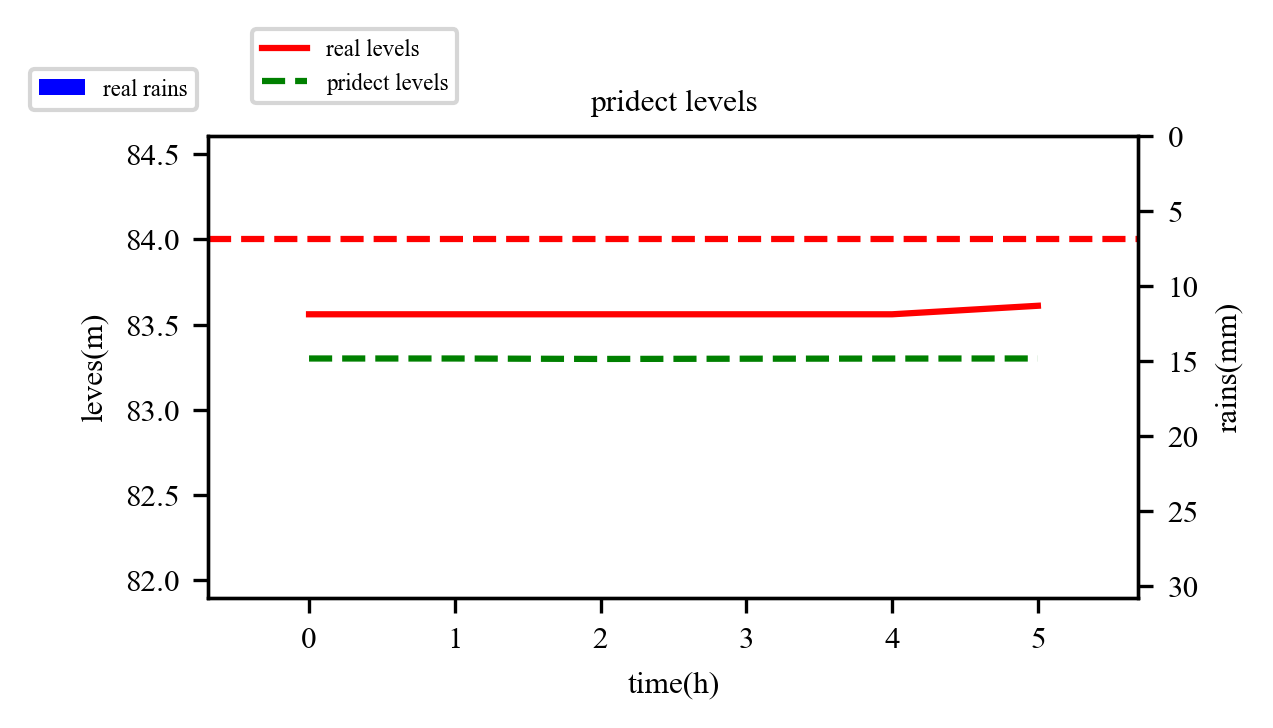 real levels
real rains
pridect levels
pridect levels
84.5
84.0
83.5
83.0
82.5
82.0
leves(m)
0
5
10
15
20
25
30
rains(mm)
0 1 2 3 4 5
time(h)